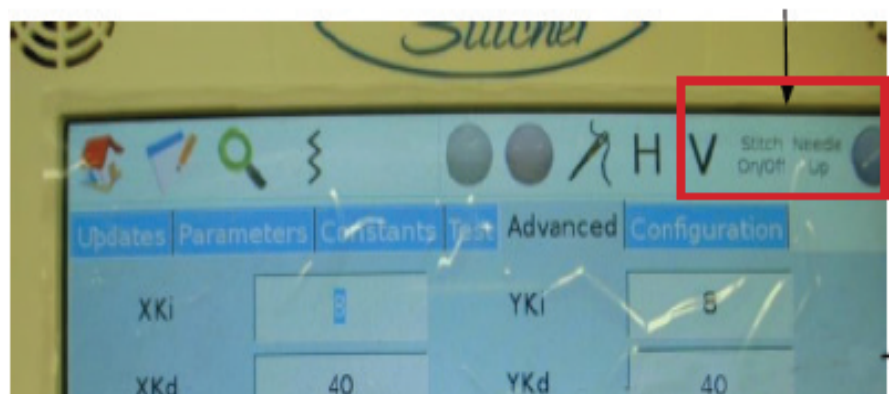 Stitcher
H V Stitch On/Off Needle Up
Updates Parameters Constants Test Advanced Configuration
XKi 8 YKi 8
XKd 40 YKd 40